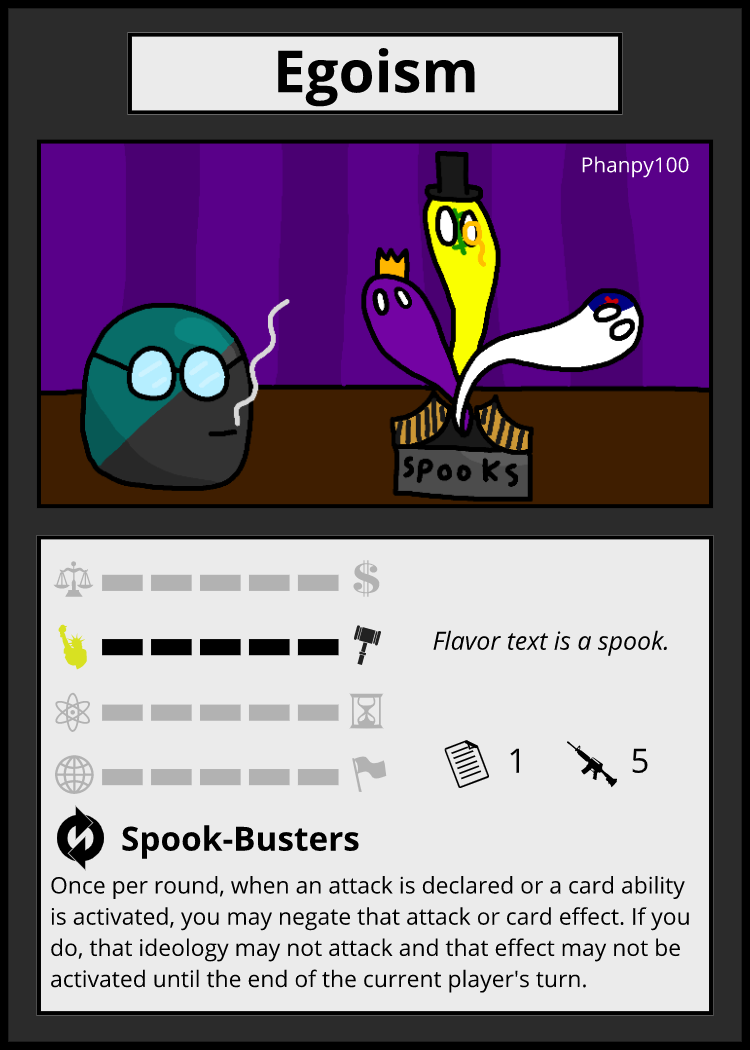 Egoism
Phanpy100
SPOOKS
$
Flavor text is a spook.
1 5
Spook-Busters
Once per round, when an attack is declared or a card ability
is activated, you may negate that attack or card effect. If you
do, that ideology may not attack and that effect may not be
activated until the end of the current player's turn.